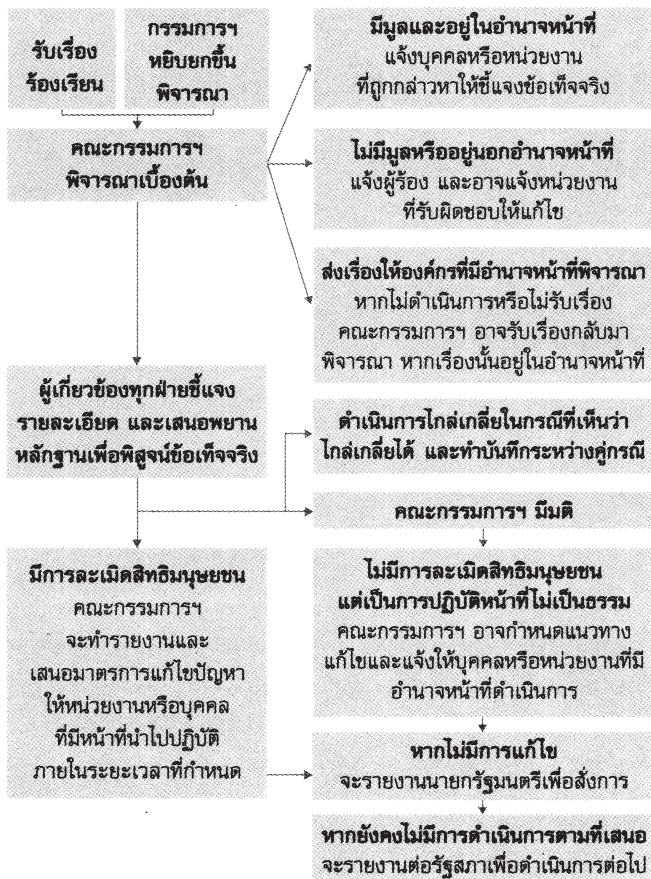 รับเรื่อง
ร้องเรียน
กรรมการฯ
หยิบยกขึ้น
พิจารณา
คณะกรรมการฯ
พิจารณาเบื้องต้น
มีมูลและอยู่ในอำนาจหน้าที่
แจ้งบุคคลหรือหน่วยงาน
ที่ถูกกล่าวหาให้ชี้แจงข้อเท็จจริง
ไม่มีมูลหรืออยู่นอกอำนาจหน้าที่
แจ้งผู้ร้อง และอาจแจ้งหน่วยงาน
ที่รับผิดชอบให้แก้ไข
ส่งเรื่องให้องค์กรที่มีอำนาจหน้าที่พิจารณา
หากไม่ดำเนินการหรือไม่รับเรื่อง
คณะกรรมการฯ อาจรับเรื่องกลับมา
พิจารณา หากเรื่องนั้นอยู่ในอำนาจหน้าที่
ผู้เกี่ยวข้องทุกฝ่ายชี้แจง
รายละเอียด และเสนอพยาน
หลักฐานเพื่อพิสูจน์ข้อเท็จจริง
ดำเนินการไกล่เกลี่ยในกรณีที่เห็นว่า
ไกล่เกลี่ยได้ และทำบันทึกระหว่างคู่กรณี
คณะกรรมการฯ มีมติ
มีการละเมิดสิทธิมนุษยชน
คณะกรรมการฯ
จะทำรายงานและ
เสนอมาตรการแก้ไขปัญหา
ให้หน่วยงานหรือบุคคล
ที่มีหน้าที่นำไปปฏิบัติ
ภายในระยะเวลาที่กำหนด
ไม่มีการละเมิดสิทธิมนุษยชน
แต่เป็นการปฏิบัติหน้าที่ไม่เป็นธรรม
คณะกรรมการฯ อาจกำหนดแนวทาง
แก้ไขและแจ้งให้บุคคลหรือหน่วยงานที่มี
อำนาจหน้าที่ดำเนินการ
หากไม่มีการแก้ไข
จะรายงานนายกรัฐมนตรีเพื่อสั่งการ
หากยังคงไม่มีการดำเนินการตามที่เสนอ
จะรายงานต่อรัฐสภาเพื่อดำเนินการต่อไป